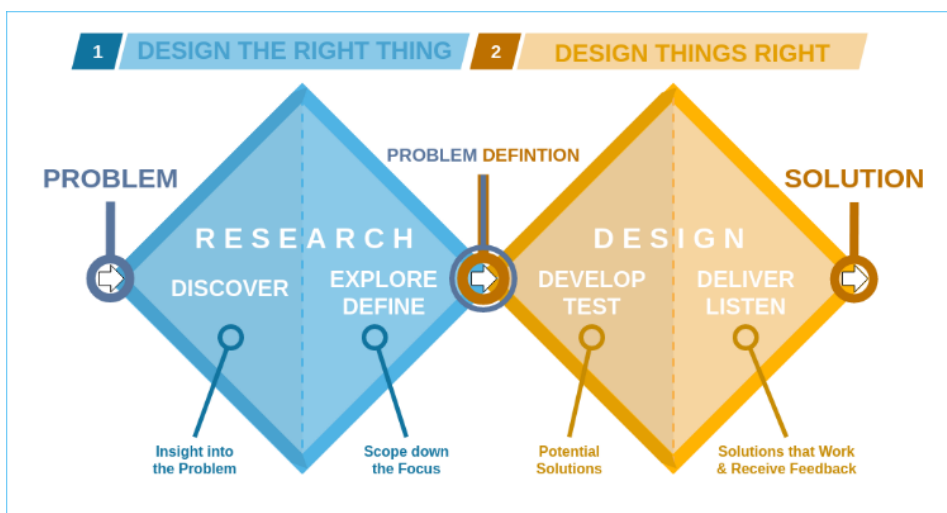 1 DESIGN THE RIGHT THING
2 DESIGN THINGS RIGHT
PROBLEM
PROBLEM DEFINTION
SOLUTION
RESEARCH
DISCOVER
EXPLORE
DEFINE
DESIGN
DEVELOP
TEST
DELIVER
LISTEN
Insight into
the Problem
Scope down
the Focus
Potential
Solutions
Solutions that Work
& Receive Feedback